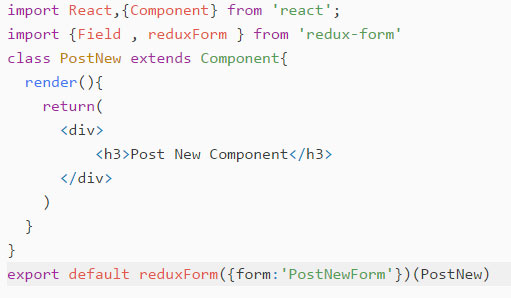 import React,{Component} from 'react';
import {Field , reduxForm } from 'redux-form'
class PostNew extends Component{
  render(){
    return(
      <div>
          <h3>Post New Component</h3>
      </div>
    )
  }
}
export default reduxForm({form:'PostNewForm'})(PostNew)